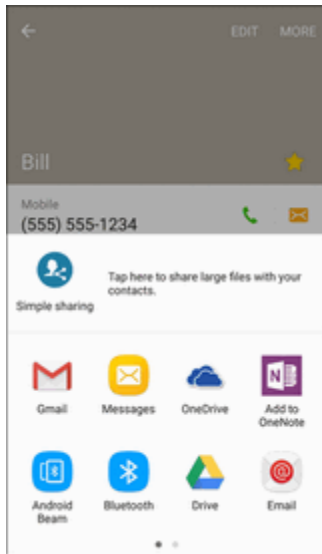 EDIT MORE
Bill
Mobile
(555) 555-1234
Tap here to share large files with your
contacts.
Simple sharing
Gmail Messages OneDrive Add to
OneNote
Android
Beam Bluetooth Drive Email